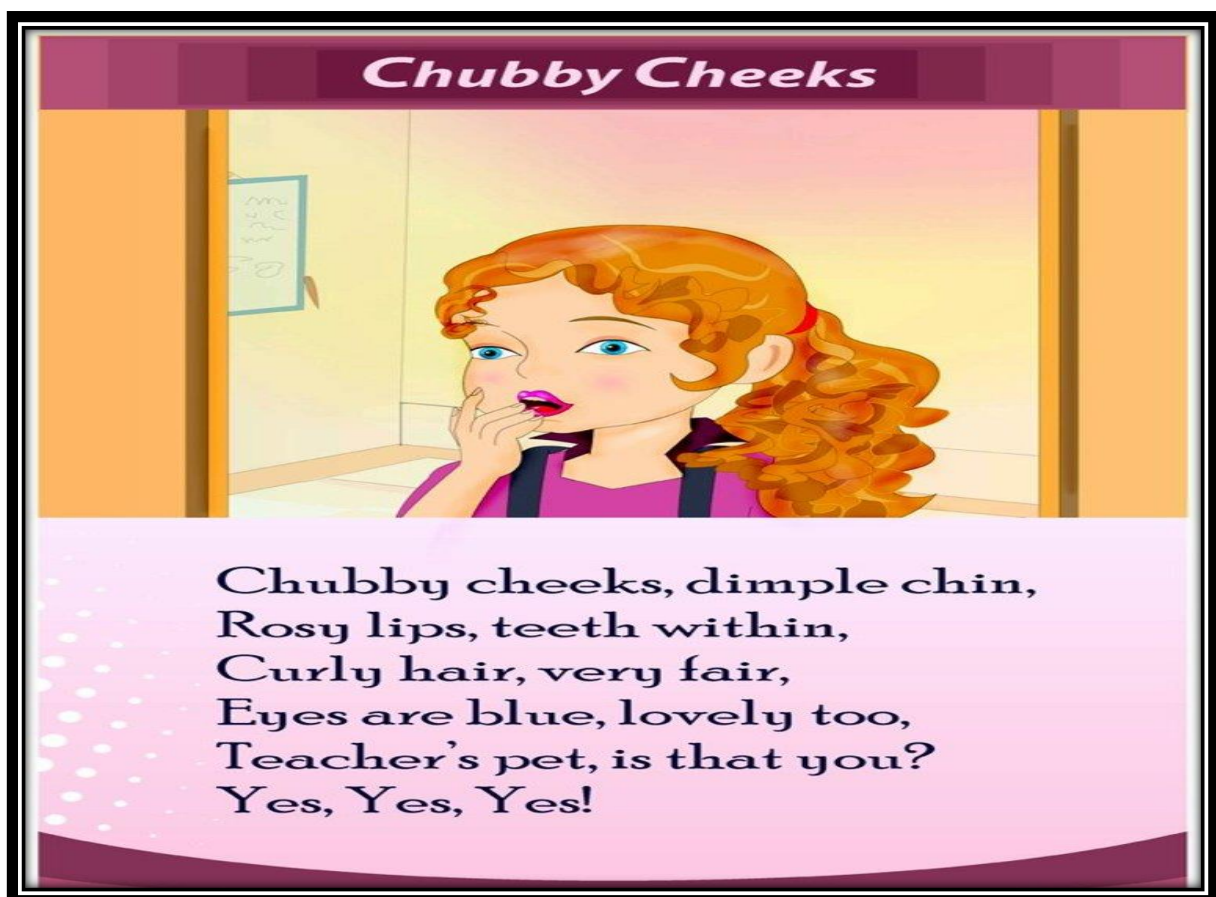 Chubby Cheeks
Chubby cheeks, dimple chin,
Rosy lips, teeth within,
Curly hair, very fair,
Eyes are blue, lovely too,
Teacher's pet, is that you?
Yes, Yes, Yes!